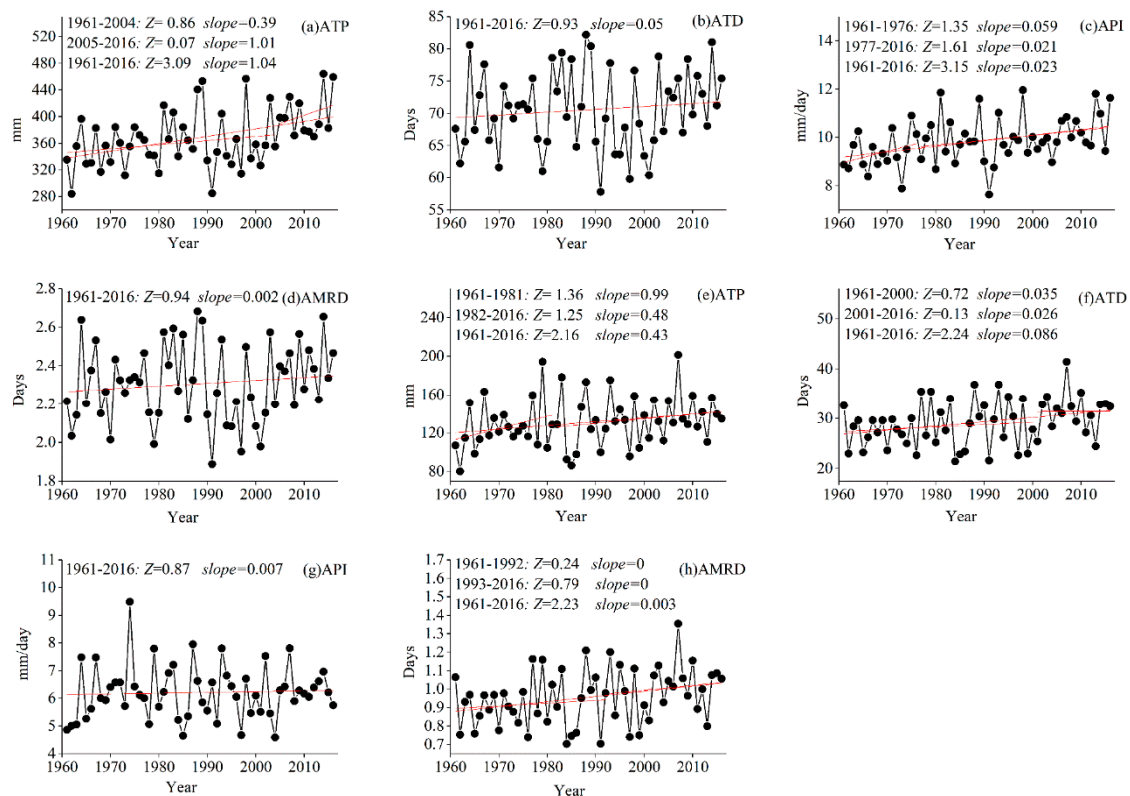 (a)ATP
1961-2004: Z= 0.86 slope=0.39
2005-2016: Z= 0.07 slope=1.01
1961-2016: Z=3.09 slope=1.04
520
440
360
280
mm
1960 1970 1980 1990 2000 2010
Year
(b)ATD
1961-2016: Z=0.93 slope=0.05
85
80
75
70
65
60
55
Days
1960 1970 1980 1990 2000 2010
Year
(c)API
1961-1976: Z=1.35 slope=0.059
1977-2016: Z=1.61 slope=0.021
1961-2016: Z=3.15 slope=0.023
14
12
10
8
mm/day
1960 1970 1980 1990 2000 2010
Year
(d)AMRD
1961-2016: Z=0.94 slope=0.002
2.8
2.6
2.4
2.2
2.0
1.8
Days
1960 1970 1980 1990 2000 2010
Year
(e)ATP
1961-1981: Z= 1.36 slope=0.99
1982-2016: Z= 1.25 slope=0.48
1961-2016: Z=2.16 slope=0.43
240
200
160
120
80
mm
1960 1970 1980 1990 2000 2010
Year
(f)ATD
1961-2000: Z=0.72 slope=0.035
2001-2016: Z=0.13 slope=0.026
1961-2016: Z=2.24 slope=0.086
50
40
30
20
Days
1960 1970 1980 1990 2000 2010
Year
(g)API
1961-2016: Z=0.87 slope=0.007
11
10
9
8
7
6
5
4
mm/day
1960 1970 1980 1990 2000 2010
Year
(h)AMRD
1961-1992: Z=0.24 slope=0
1993-2016: Z=0.79 slope=0
1961-2016: Z=2.23 slope=0.003
1.7
1.6
1.5
1.4
1.3
1.2
1.1
1.0
0.9
0.8
0.7
Days
1960 1970 1980 1990 2000 2010
Year